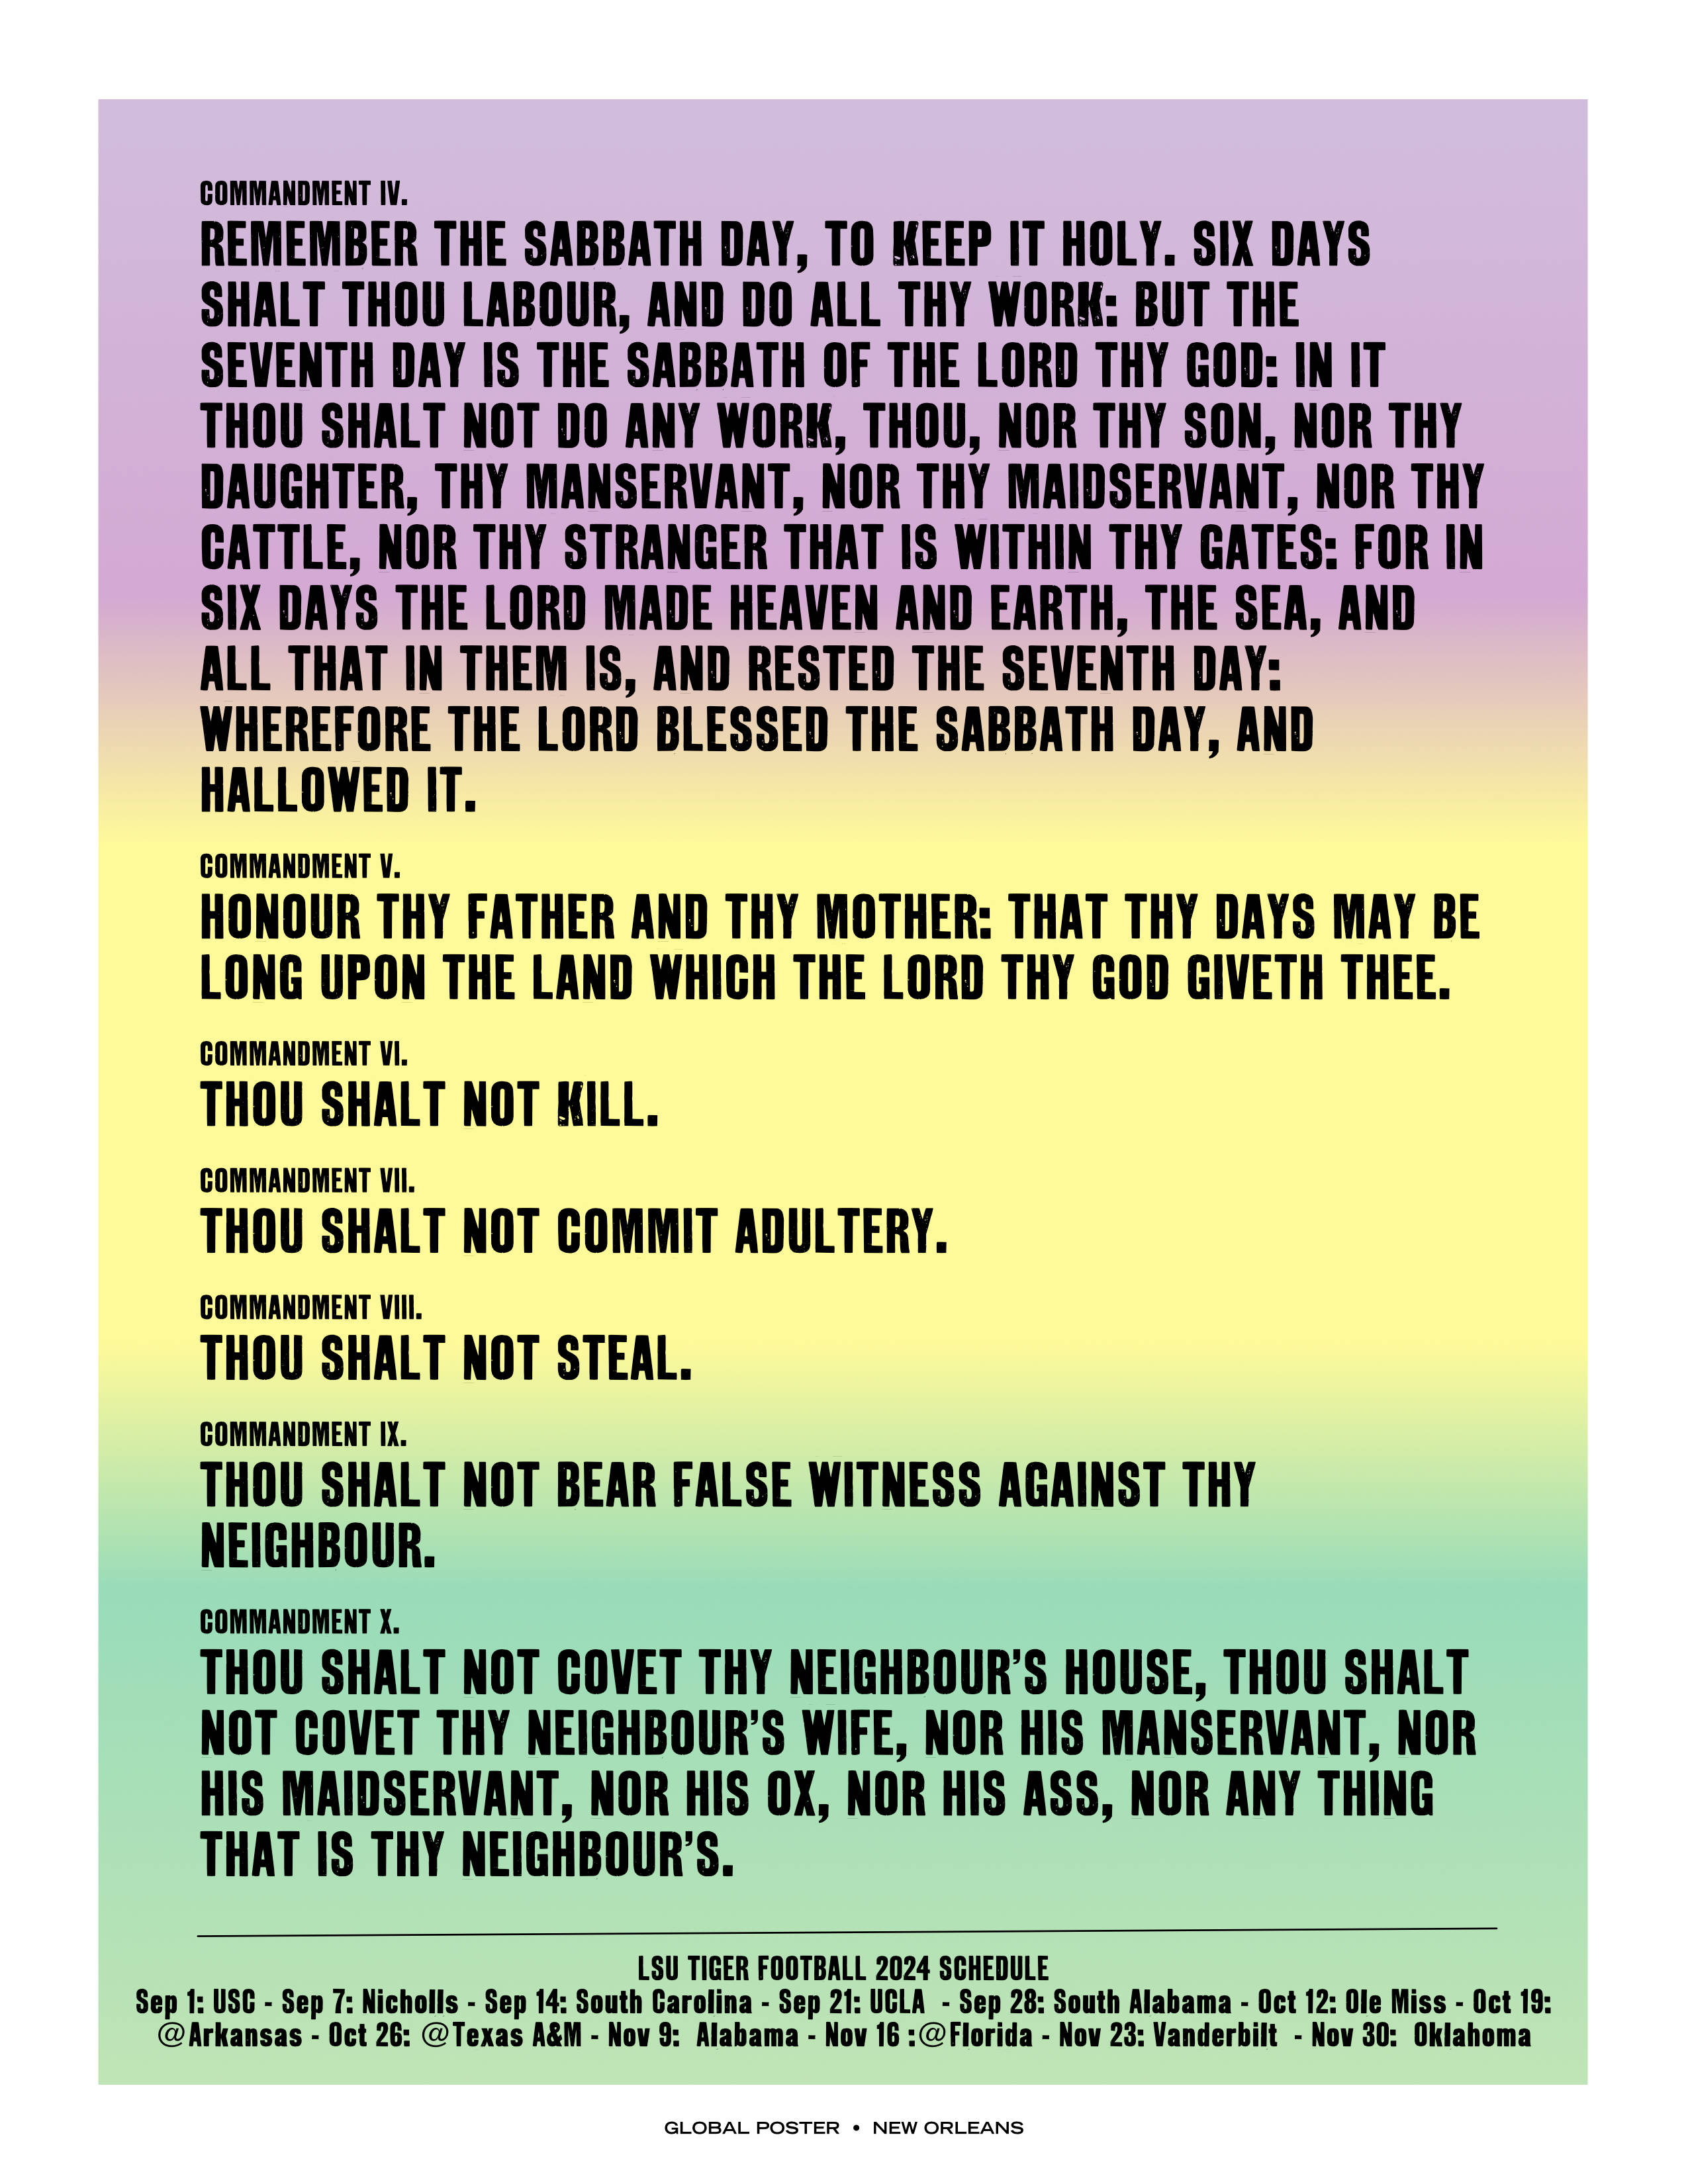 COMMANDMENT IV.
REMEMBER THE SABBATH DAY, TO KEEP IT HOLY. SIX DAYS
SHALT THOU LABOUR, AND DO ALL THY WORK: BUT THE
SEVENTH DAY IS THE SABBATH OF THE LORD THY GOD: IN IT
THOU SHALT NOT DO ANY WORK, THOU, NOR THY SON, NOR THY
DAUGHTER, THY MANSERVANT, NOR THY MAIDSERVANT, NOR THY
CATTLE, NOR THY STRANGER THAT IS WITHIN THY GATES: FOR IN
SIX DAYS THE LORD MADE HEAVEN AND EARTH, THE SEA, AND
ALL THAT IN THEM IS, AND RESTED THE SEVENTH DAY:
WHEREFORE THE LORD BLESSED THE SABBATH DAY, AND
HALLOWED IT.
COMMANDMENT V.
HONOUR THY FATHER AND THY MOTHER: THAT THY DAYS MAY BE
LONG UPON THE LAND WHICH THE LORD THY GOD GIVETH THEE.
COMMANDMENT VI.
THOU SHALT NOT KILL.
COMMANDMENT VII.
THOU SHALT NOT COMMIT ADULTERY.
COMMANDMENT VIII.
THOU SHALT NOT STEAL.
COMMANDMENT IX.
THOU SHALT NOT BEAR FALSE WITNESS AGAINST THY
NEIGHBOUR.
COMMANDMENT X.
THOU SHALT NOT COVET THY NEIGHBOUR’S HOUSE, THOU SHALT
NOT COVET THY NEIGHBOUR’S WIFE, NOR HIS MANSERVANT, NOR
HIS MAIDSERVANT, NOR HIS OX, NOR HIS ASS, NOR ANY THING
THAT IS THY NEIGHBOUR’S.
LSU TIGER FOOTBALL 2024 SCHEDULE
Sep 1: USC - Sep 7: Nicholls - Sep 14: South Carolina - Sep 21: UCLA - Sep 28: South Alabama - Oct 12: Ole Miss - Oct 19:
@Arkansas - Oct 26: @Texas A&M - Nov 9: Alabama - Nov 16 :@Florida - Nov 23: Vanderbilt - Nov 30: Oklahoma
GLOBAL POSTER • NEW ORLEANS